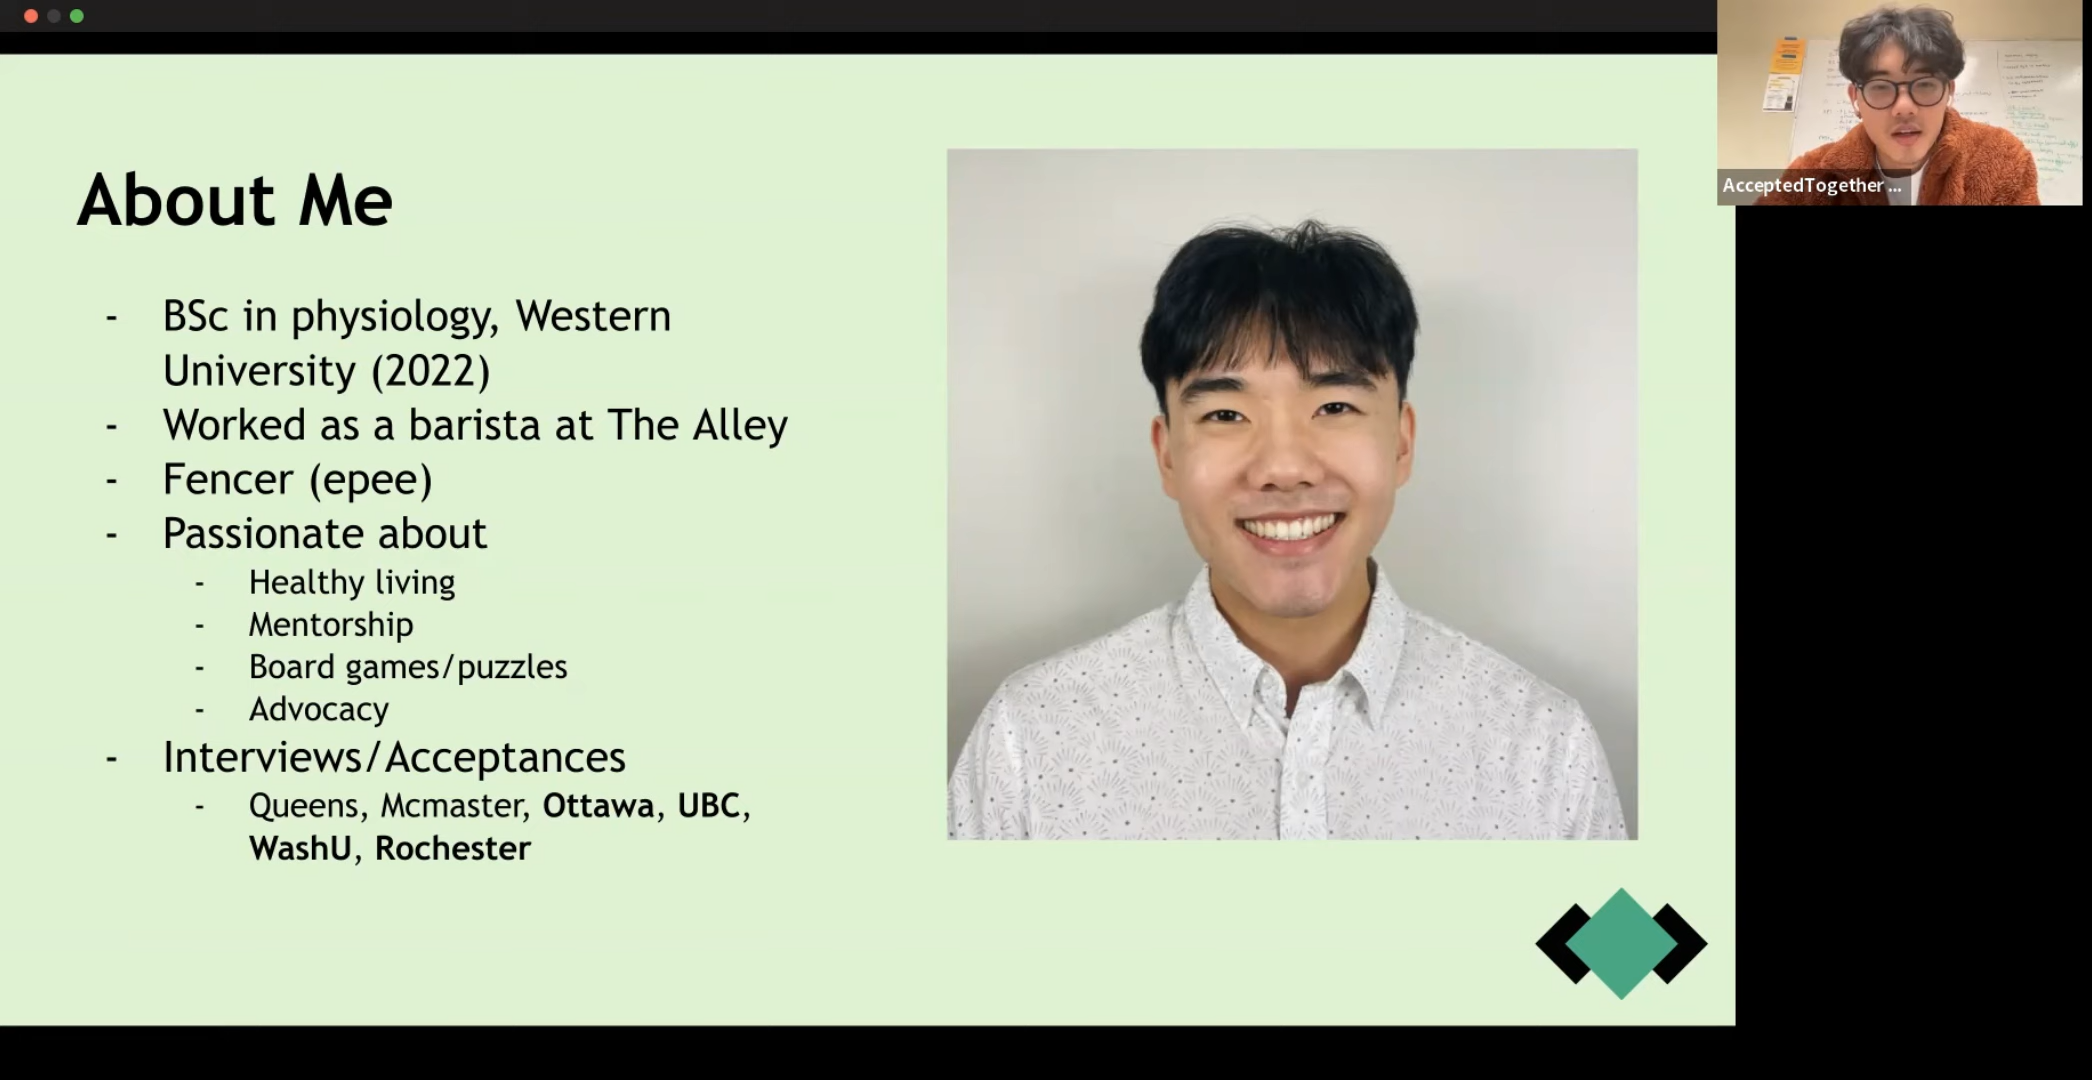 About Me
- BSc in physiology, Western
University (2022)
- Worked as a barista at The Alley
- Fencer (epee)
- Passionate about
- Healthy living
- Mentorship
- Board games/puzzles
- Advocacy
- Interviews/Acceptances
- Queens, Mcmaster, Ottawa, UBC,
WashU, Rochester
AcceptedTogether ...